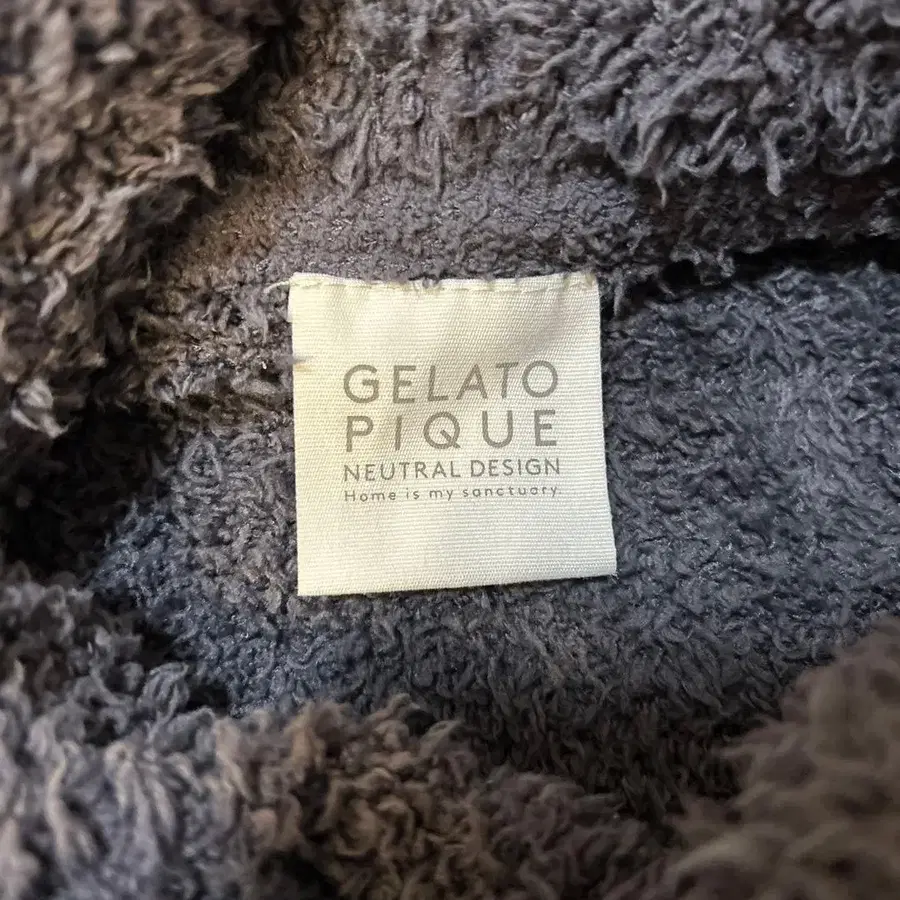 GELATO
PIQUE
NEUTRAL DESIGN
Home is my sanctuary.